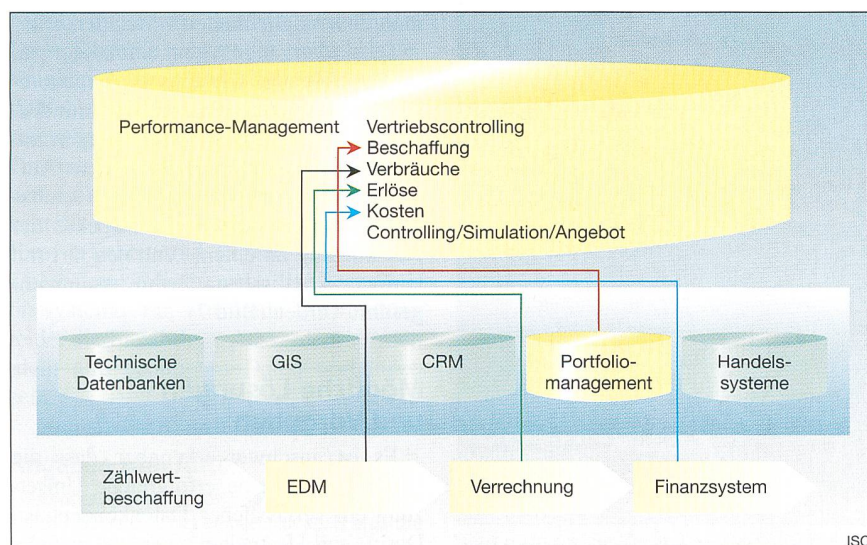 Performance-Management Vertriebscontrolling
Beschaffung
Verbräuche
Erlöse
Kosten
Controlling/Simulation/Angebot
Technische
Datenbanken
GIS
CRM
Portfolio-
management
Handels-
systeme
Zählwert-
beschaffung
EDM
Verrechnung
Finanzsystem